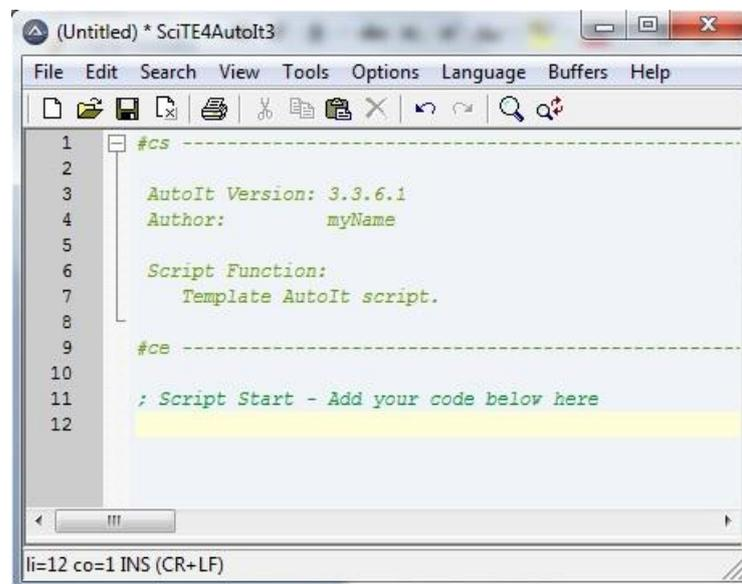 (Untitled) * SciTE4AutoIt3
File Edit Search View Tools Options Language Buffers Help
1 #cs --------------------------------------------------
2
3 AutoIt Version: 3.3.6.1
4 Author: myName
5
6 Script Function:
7 Template AutoIt script.
8
9 #ce --------------------------------------------------
10
11 ; Script Start - Add your code below here
12
li=12 co=1 INS (CR+LF)